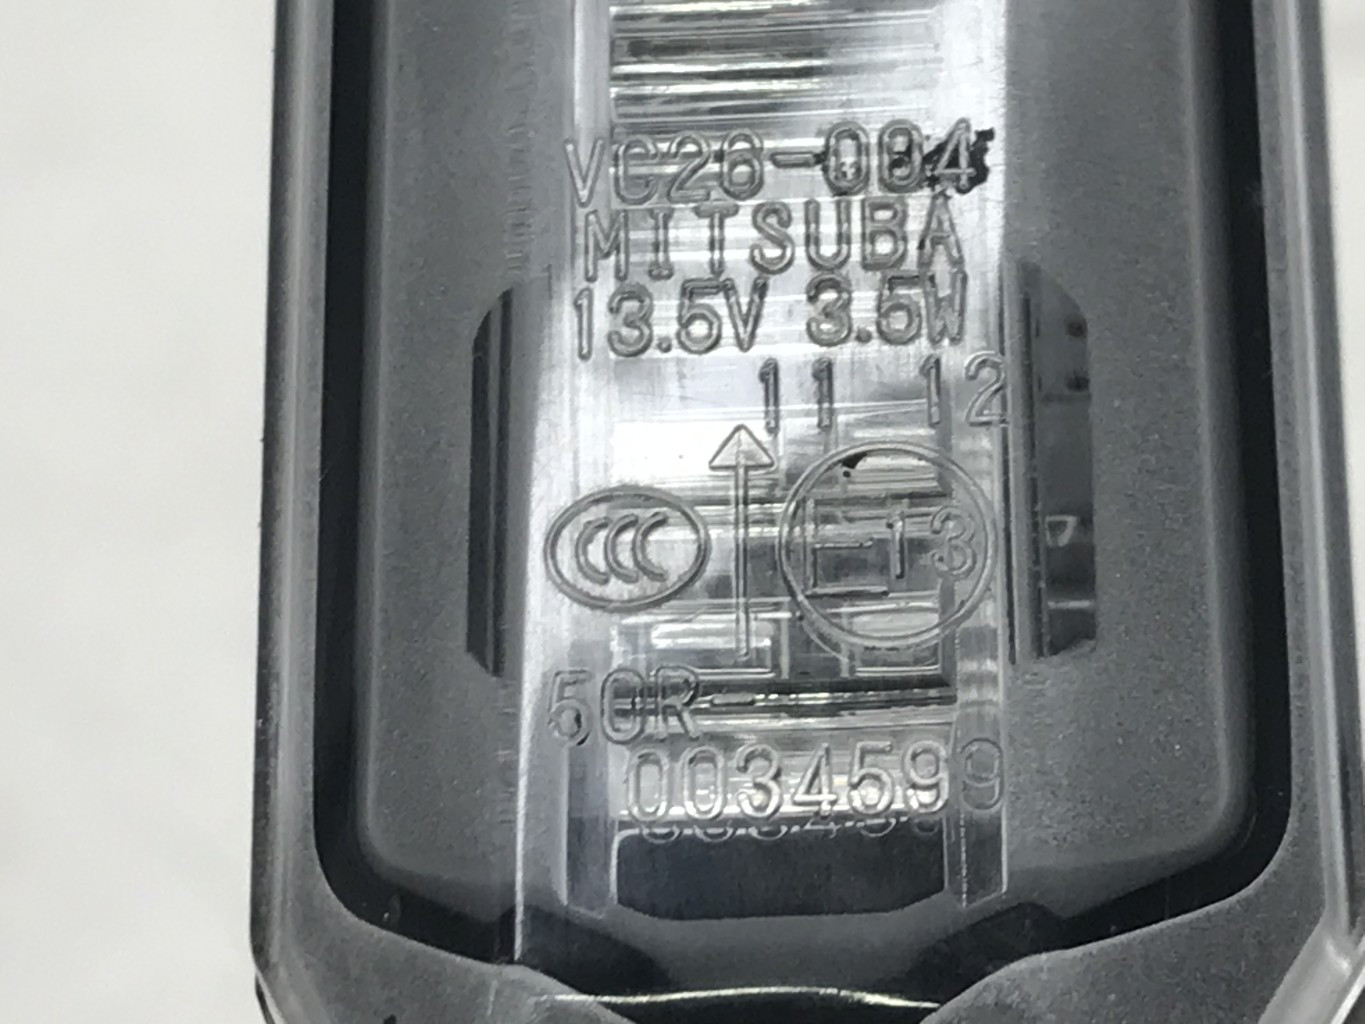 VC26-004
MITSUBA
13.5V 3.5W
11 12
CCC E13
50R-
0034599